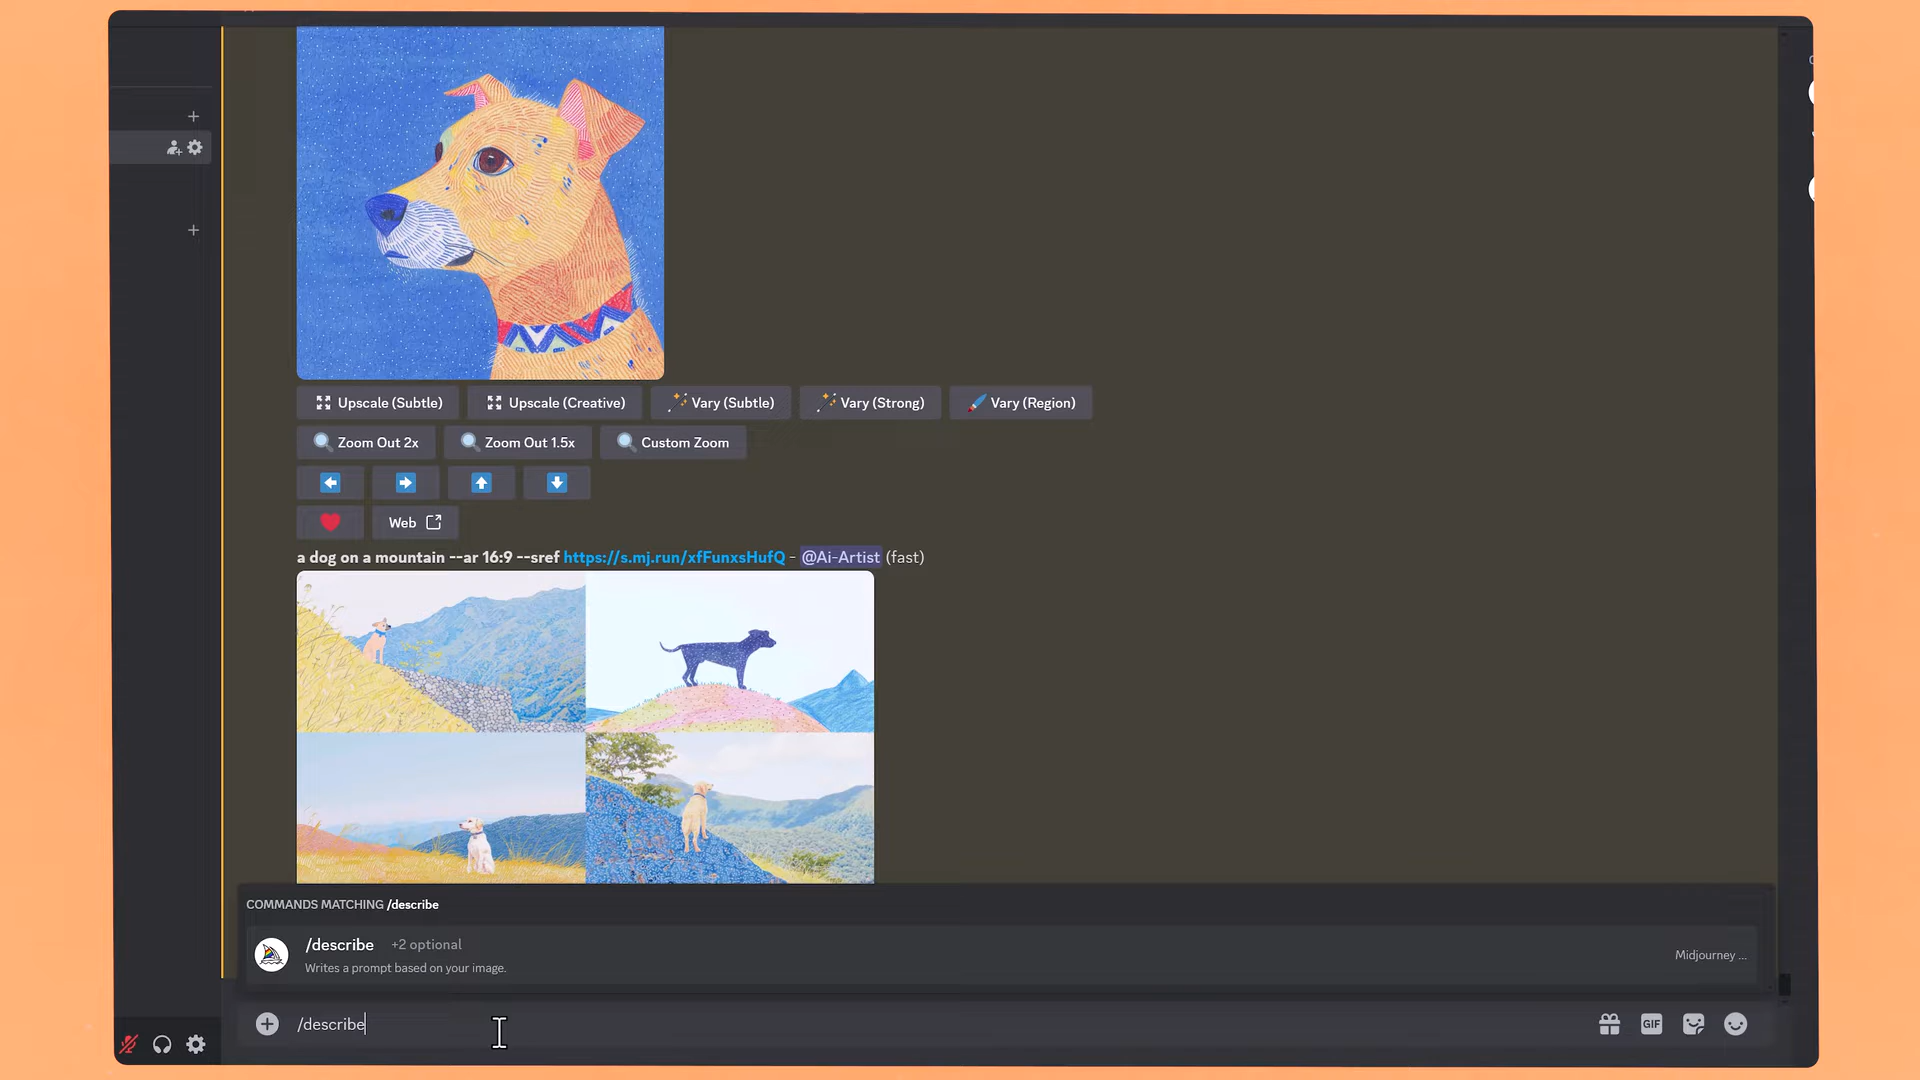 Upscale (Subtle) Upscale (Creative) Vary (Subtle) Vary (Strong) Vary (Region)
Zoom Out 2x Zoom Out 1.5x Custom Zoom
Web
a dog on a mountain --ar 16:9 --sref https://s.mj.run/xfFunxsHufQ - @Ai-Artist (fast)
COMMANDS MATCHING /describe
/describe +2 optional
Writes a prompt based on your image.
Midjourney ...
/describe
GIF